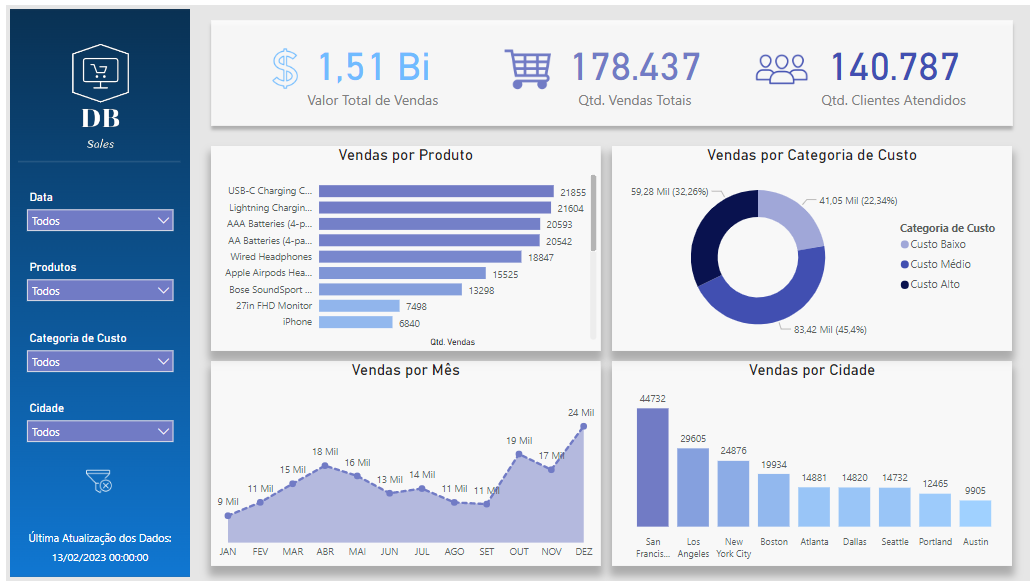 DB
Sales
Data
Todos
Produtos
Todos
Categoria de Custo
Todos
Cidade
Todos
Última Atualização dos Dados:
13/02/2023 00:00:00
$ 1,51 Bi
Valor Total de Vendas
178.437
Qtd. Vendas Totais
140.787
Qtd. Clientes Atendidos
Vendas por Produto
USB-C Charging C... 21855
Lightning Chargin... 21604
AAA Batteries (4-p... 20593
AA Batteries (4-pa... 20542
Wired Headphones 18847
Apple Airpods Hea... 15525
Bose SoundSport ... 13298
27in FHD Monitor 7498
iPhone 6840
Qtd. Vendas
Vendas por Categoria de Custo
59,28 Mil (32,26%)
41,05 Mil (22,34%)
83,42 Mil (45,4%)
Categoria de Custo
Custo Baixo
Custo Médio
Custo Alto
Vendas por Mês
9 Mil 11 Mil 15 Mil 18 Mil 16 Mil 13 Mil 14 Mil 11 Mil 11 Mil 19 Mil 17 Mil 24 Mil
JAN FEV MAR ABR MAI JUN JUL AGO SET OUT NOV DEZ
Vendas por Cidade
44732 29605 24876 19934 14881 14820 14732 12465 9905
San Francis... Los Angeles New York City Boston Atlanta Dallas Seattle Portland Austin